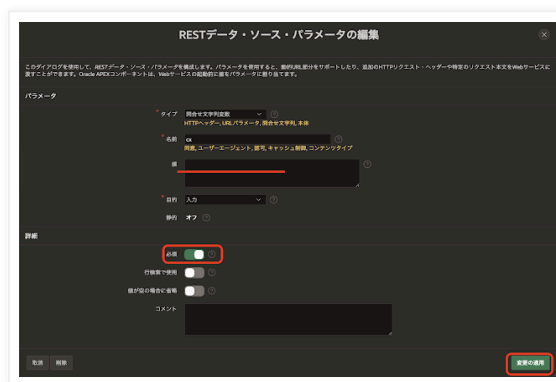 RESTデータ・ソース・パラメータの編集
このダイアログを使用して、RESTデータ・ソース・パラメータを構成します。パラメータを使用すると、動的URL部分をサポートしたり、追加のHTTPリクエスト・ヘッダーや特定のリクエスト本文をWebサービスに
渡すことができます。Oracle APEXコンポーネントは、Webサービスの起動前に値をパラメータに割り当てます。
パラメータ
* タイプ 問合せ文字列変数
HTTPヘッダー, URLパラメータ, 問合せ文字列, 本体
* 名前 cx
同意, ユーザーエージェント, 認可, キャッシュ制御, コンテンツタイプ
値
* 目的 入力
静的 オフ
詳細
必須
行検索で使用
値が空の場合に省略
コメント
取消 削除 変更の適用